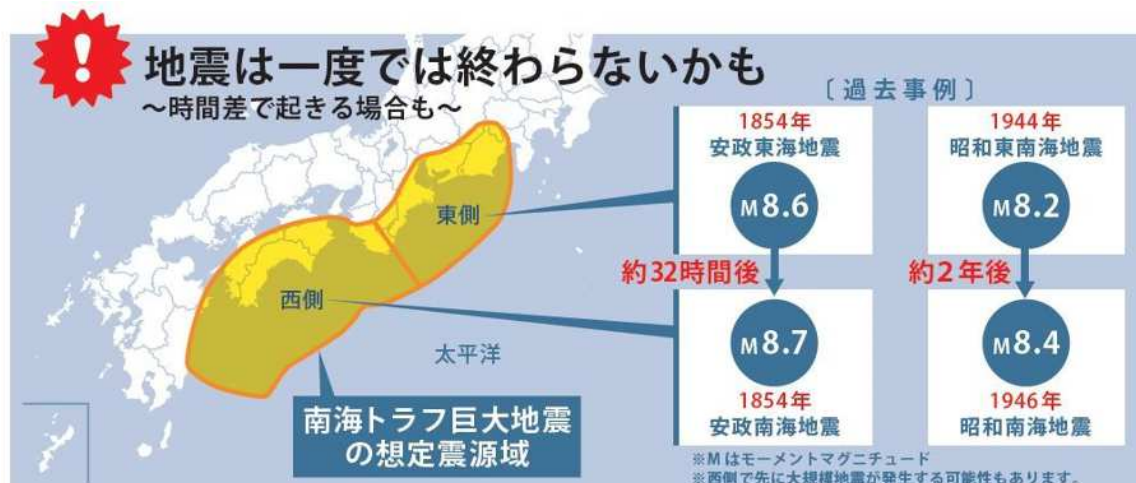 !
地震は一度では終わらないかも
〜時間差で起きる場合も〜
東側
西側
太平洋
南海トラフ巨大地震
の想定震源域
〔過去事例〕
1854年
安政東海地震
M8.6
約32時間後
M8.7
1854年
安政南海地震
1944年
昭和東南海地震
M8.2
約2年後
M8.4
1946年
昭和南海地震
※Mはモーメントマグニチュード
※西側で先に大規模地震が発生する可能性もあります。